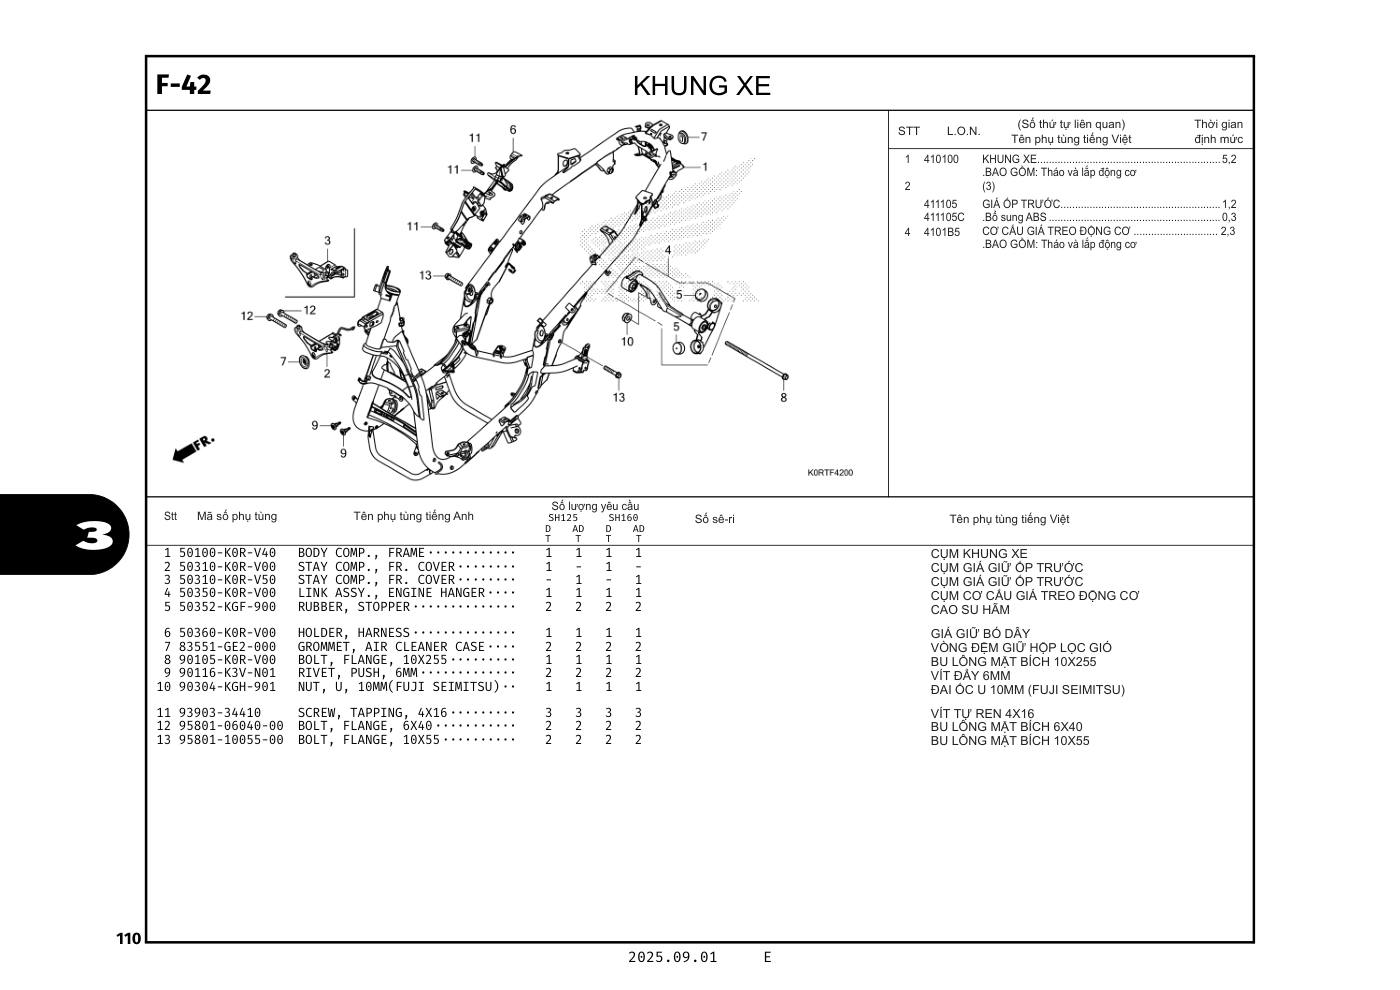 F-42
KHUNG XE
STT L.O.N. (Số thứ tự liên quan) Tên phụ tùng tiếng Việt Thời gian định mức
1 410100 KHUNG XE................................................................5,2
.BAO GỒM: Tháo và lắp động cơ
2 (3)
411105 GIÁ ỐP TRƯỚC........................................................ 1,2
411105C .Bổ sung ABS ............................................................ 0,3
4 4101B5 CƠ CẤU GIÁ TREO ĐỘNG CƠ .............................. 2,3
.BAO GỒM: Tháo và lắp động cơ
6
11
7
11
1
11
3
4
13
5
12
12
5
10
7
2
13
8
9
9
FR.
K0RTF4200
3
Stt Mã số phụ tùng Tên phụ tùng tiếng Anh Số lượng yêu cầu Số sê-ri Tên phụ tùng tiếng Việt
SH125 SH160
D AD D AD
T T T T
1 50100-K0R-V40 BODY COMP., FRAME············ 1 1 1 1 CỤM KHUNG XE
2 50310-K0R-V00 STAY COMP., FR. COVER········ 1 - 1 - CỤM GIÁ GIỮ ỐP TRƯỚC
3 50310-K0R-V50 STAY COMP., FR. COVER········ - 1 - 1 CỤM GIÁ GIỮ ỐP TRƯỚC
4 50350-K0R-V00 LINK ASSY., ENGINE HANGER···· 1 1 1 1 CỤM CƠ CẤU GIÁ TREO ĐỘNG CƠ
5 50352-KGF-900 RUBBER, STOPPER·············· 2 2 2 2 CAO SU HÃM
6 50360-K0R-V00 HOLDER, HARNESS·············· 1 1 1 1 GIÁ GIỮ BÓ DÂY
7 83551-GE2-000 GROMMET, AIR CLEANER CASE···· 2 2 2 2 VÒNG ĐỆM GIỮ HỘP LỌC GIÓ
8 90105-K0R-V00 BOLT, FLANGE, 10X255········· 1 1 1 1 BU LÔNG MẶT BÍCH 10X255
9 90116-K3V-N01 RIVET, PUSH, 6MM············· 2 2 2 2 VÍT ĐẨY 6MM
10 90304-KGH-901 NUT, U, 10MM(FUJI SEIMITSU)·· 1 1 1 1 ĐAI ỐC U 10MM (FUJI SEIMITSU)
11 93903-34410 SCREW, TAPPING, 4X16········· 3 3 3 3 VÍT TỰ REN 4X16
12 95801-06040-00 BOLT, FLANGE, 6X40··········· 2 2 2 2 BU LÔNG MẶT BÍCH 6X40
13 95801-10055-00 BOLT, FLANGE, 10X55·········· 2 2 2 2 BU LÔNG MẶT BÍCH 10X55
110
2025.09.01 E